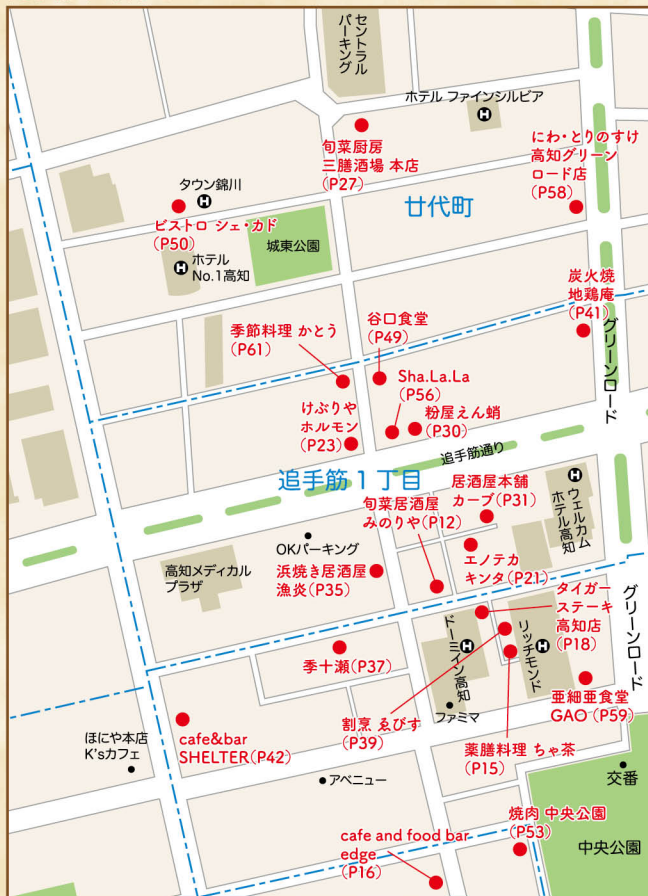 セントラル
パーキング
ホテル ファインシルビア
H
旬菜厨房
三膳酒場 本店
(P27)
にわ・とりのすけ
高知グリーン
ロード店
(P58)
タウン錦川
H
ビストロ シェ・カド
(P50)
廿代町
城東公園
H
ホテル
No.1高知
炭火焼
地鶏庵
(P41)
グリーンロード
季節料理 かとう
(P61)
谷口食堂
(P49)
Sha.La.La
(P56)
けぶりや
ホルモン
(P23)
粉屋えん蛸
(P30)
追手筋通り
追手筋1丁目
居酒屋本舗
カーブ(P31)
H
ウェルカム
ホテル高知
旬菜居酒屋
みのりや(P12)
OKパーキング
高知メディカル
プラザ
浜焼き居酒屋
漁炎(P35)
エノテカ
キンタ(P21)
タイガー
ステーキ
高知店
(P18)
グリーンロード
ドーミイン高知
H
リッチモンド
H
季十瀬(P37)
割烹 ゑびす
(P39)
ファミマ
亜細亜食堂
GAO(P59)
cafe&bar
SHELTER(P42)
ほにや本店
K'sカフェ
薬膳料理 ちゃ茶
(P15)
アベニュー
交番
焼肉 中央公園
(P53)
cafe and food bar
edge
(P16)
中央公園